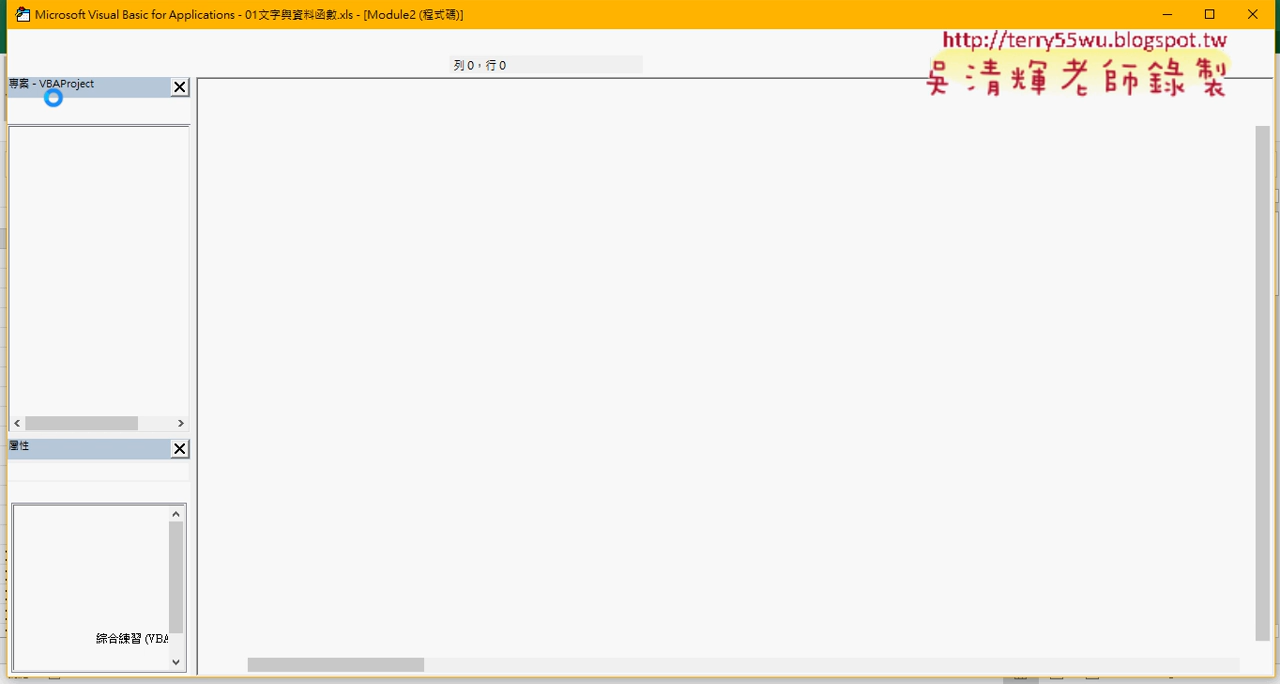 Microsoft Visual Basic for Applications - 01文字與資料函數.xls - [Module2 (程式碼)]
http://terry55wu.blogspot.tw
列 0，行 0
吳清輝老師錄製
專案 - VBAProject
屬性
綜合練習 (VBA